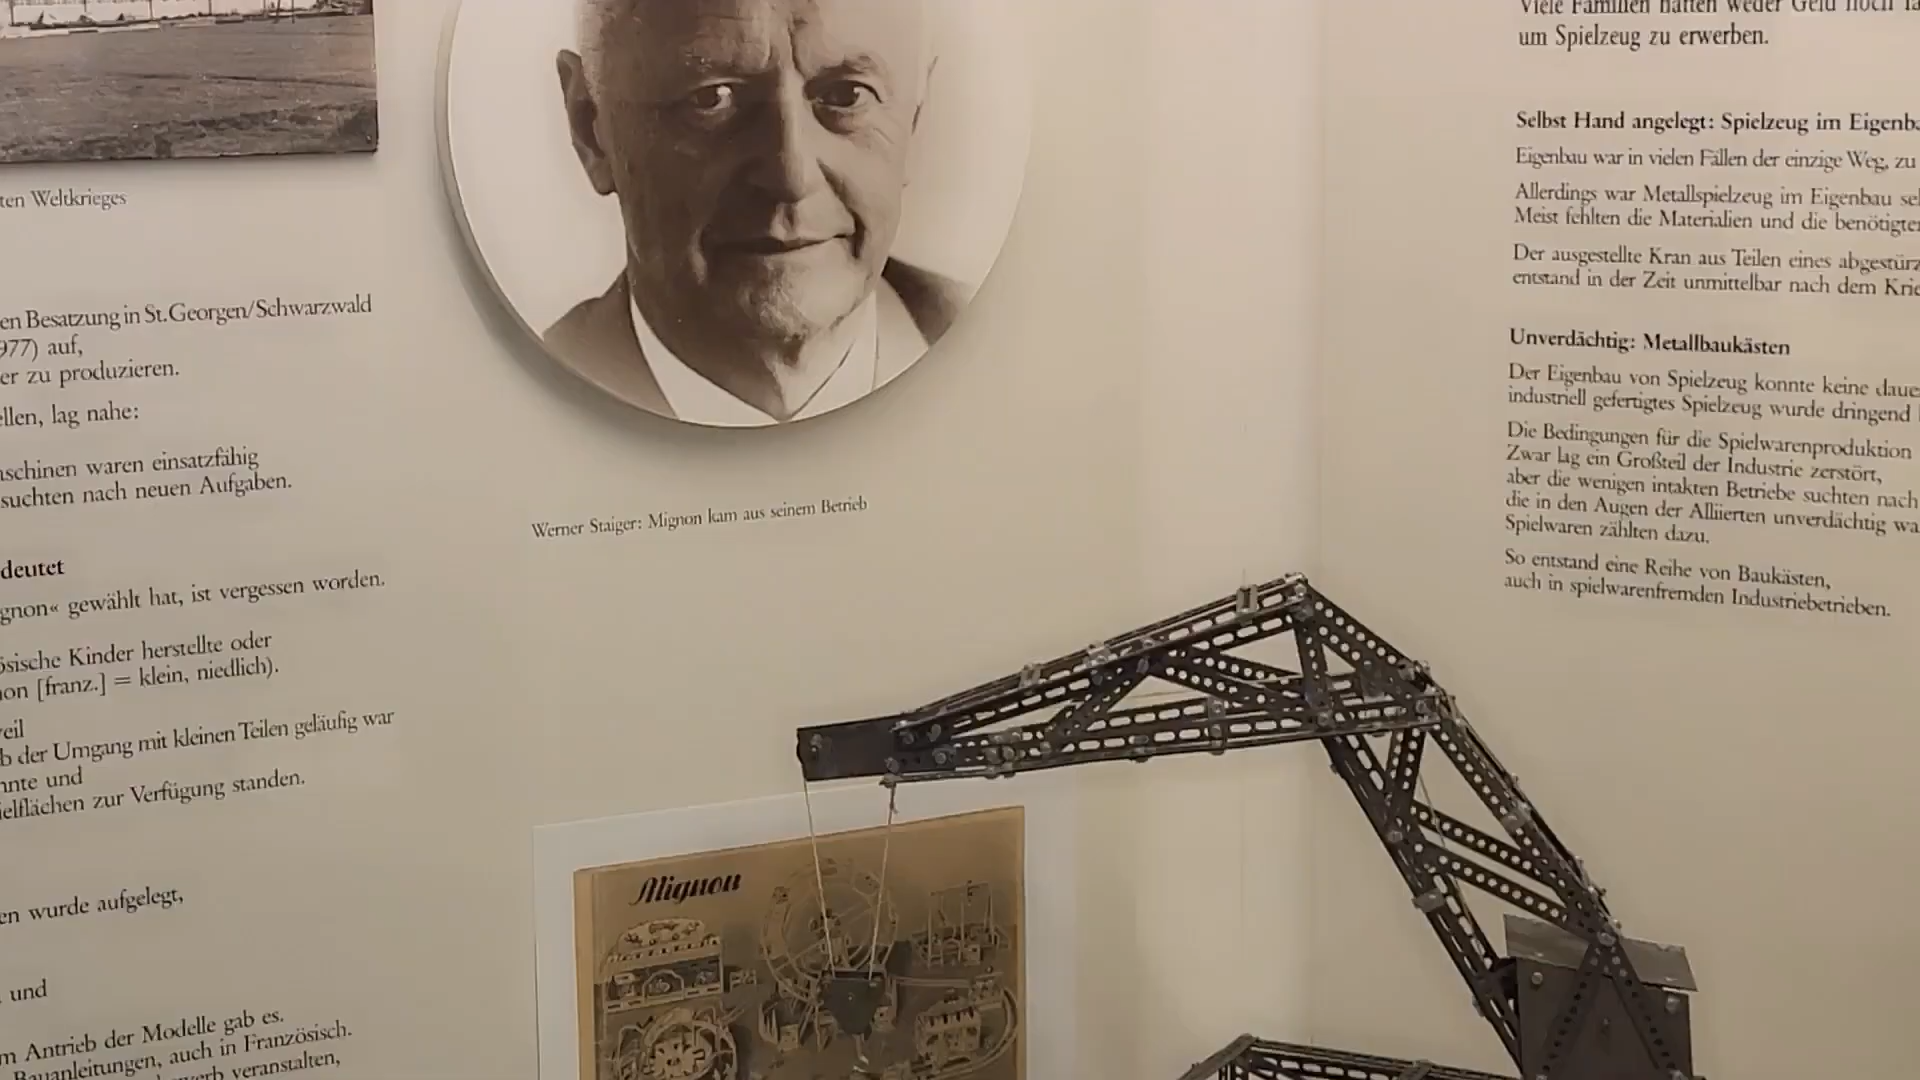 ten Weltkrieges
en Besatzung in St. Georgen/Schwarzwald
977) auf,
er zu produzieren.
ellen, lag nahe:
aschinen waren einsatzfähig
suchten nach neuen Aufgaben.
deutet
gnon« gewählt hat, ist vergessen worden.
ösische Kinder herstellte oder
on [franz.] = klein, niedlich).
eil
b der Umgang mit kleinen Teilen geläufig war
nnte und
ielflächen zur Verfügung standen.
en wurde aufgelegt,
und
m Antrieb der Modelle gab es.
Bauanleitungen, auch in Französisch.
veranstalten,
Werner Staiger: Mignon kam aus seinem Betrieb
Mignon
Viele Familien hatten weder Geld noch
um Spielzeug zu erwerben.
Selbst Hand angelegt: Spielzeug im Eigenb
Eigenbau war in vielen Fällen der einzige Weg, zu
Allerdings war Metallspielzeug im Eigenbau sel
Meist fehlten die Materialien und die benötigte
Der ausgestellte Kran aus Teilen eines abgestürz
entstand in der Zeit unmittelbar nach dem Krie
Unverdächtig: Metallbaukästen
Der Eigenbau von Spielzeug konnte keine daue
industriell gefertigtes Spielzeug wurde dringend
Die Bedingungen für die Spielwarenproduktion
Zwar lag ein Großteil der Industrie zerstört,
aber die wenigen intakten Betriebe suchten nach
die in den Augen der Alliierten unverdächtig wa
Spielwaren zählten dazu.
So entstand eine Reihe von Baukästen,
auch in spielwarenfremden Industriebetrieben.